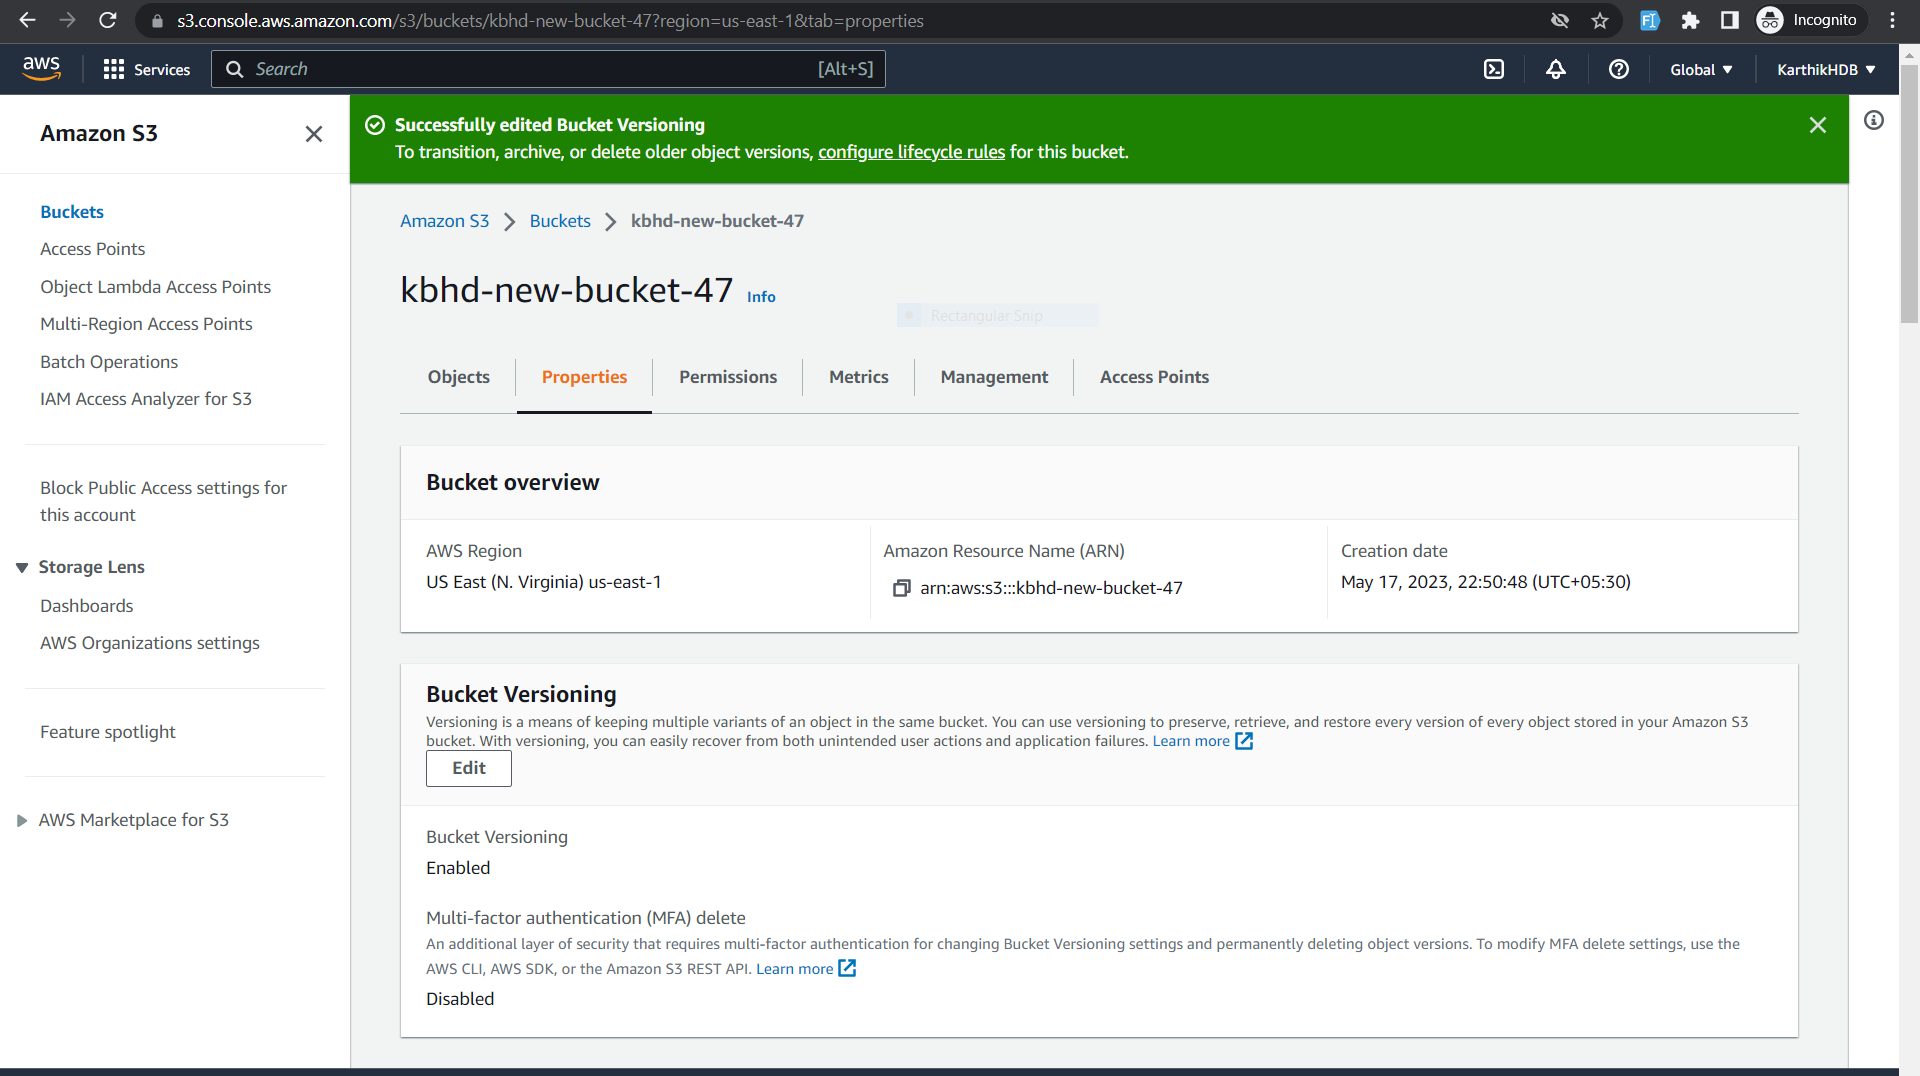 s3.console.aws.amazon.com/s3/buckets/kbhd-new-bucket-47?region=us-east-1&tab=properties
Incognito
aws
Services
Search
[Alt+S]
Global
KarthikHDB
Amazon S3
Buckets
Access Points
Object Lambda Access Points
Multi-Region Access Points
Batch Operations
IAM Access Analyzer for S3
Block Public Access settings for
this account
Storage Lens
Dashboards
AWS Organizations settings
Feature spotlight
AWS Marketplace for S3
Successfully edited Bucket Versioning
To transition, archive, or delete older object versions, configure lifecycle rules for this bucket.
Amazon S3 > Buckets > kbhd-new-bucket-47
kbhd-new-bucket-47 Info
Rectangular Snip
Objects
Properties
Permissions
Metrics
Management
Access Points
Bucket overview
AWS Region
US East (N. Virginia) us-east-1
Amazon Resource Name (ARN)
arn:aws:s3:::kbhd-new-bucket-47
Creation date
May 17, 2023, 22:50:48 (UTC+05:30)
Bucket Versioning
Versioning is a means of keeping multiple variants of an object in the same bucket. You can use versioning to preserve, retrieve, and restore every version of every object stored in your Amazon S3
bucket. With versioning, you can easily recover from both unintended user actions and application failures. Learn more
Edit
Bucket Versioning
Enabled
Multi-factor authentication (MFA) delete
An additional layer of security that requires multi-factor authentication for changing Bucket Versioning settings and permanently deleting object versions. To modify MFA delete settings, use the
AWS CLI, AWS SDK, or the Amazon S3 REST API. Learn more
Disabled